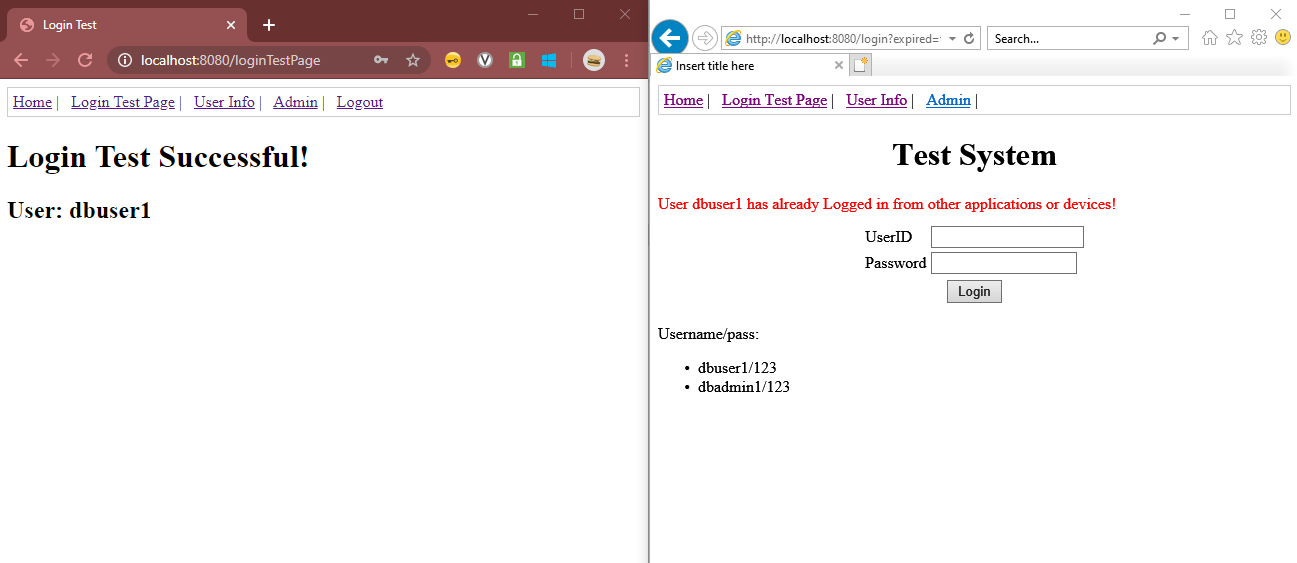 Login Test
localhost:8080/loginTestPage
Home | Login Test Page | User Info | Admin | Logout
Login Test Successful!
User: dbuser1
http://localhost:8080/login?expired=
Search...
Insert title here
Home | Login Test Page | User Info | Admin |
Test System
User dbuser1 has already Logged in from other applications or devices!
UserID
Password
Login
Username/pass:
• dbuser1/123
• dbadmin1/123